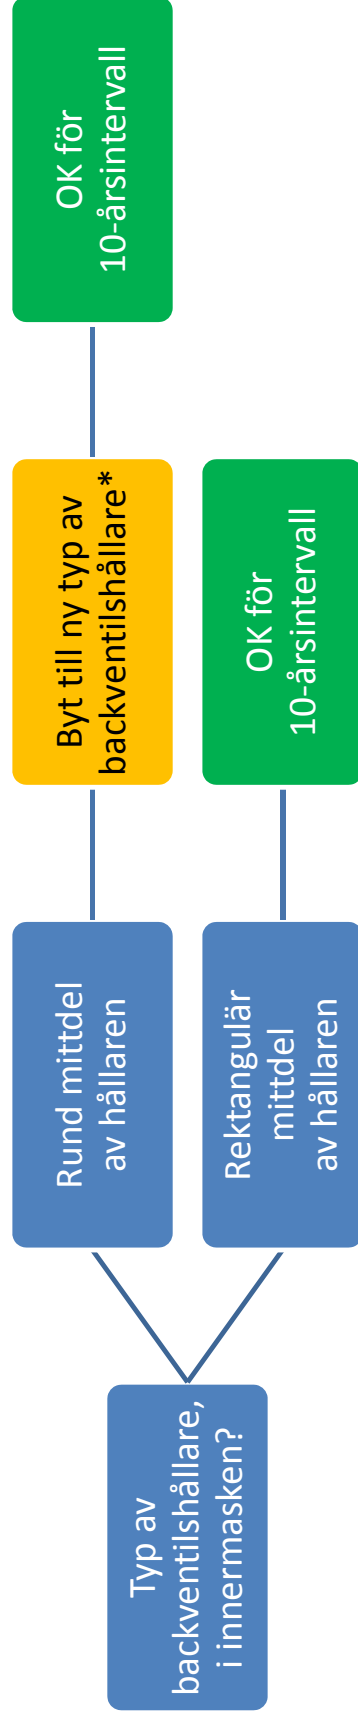 Typ av
backventilshållare,
i innermasken?
Rund mittdel
av hållaren
Byt till ny typ av
backventilshållare*
OK för
10-årsintervall
Rektangulär
mittdel
av hållaren
OK för
10-årsintervall